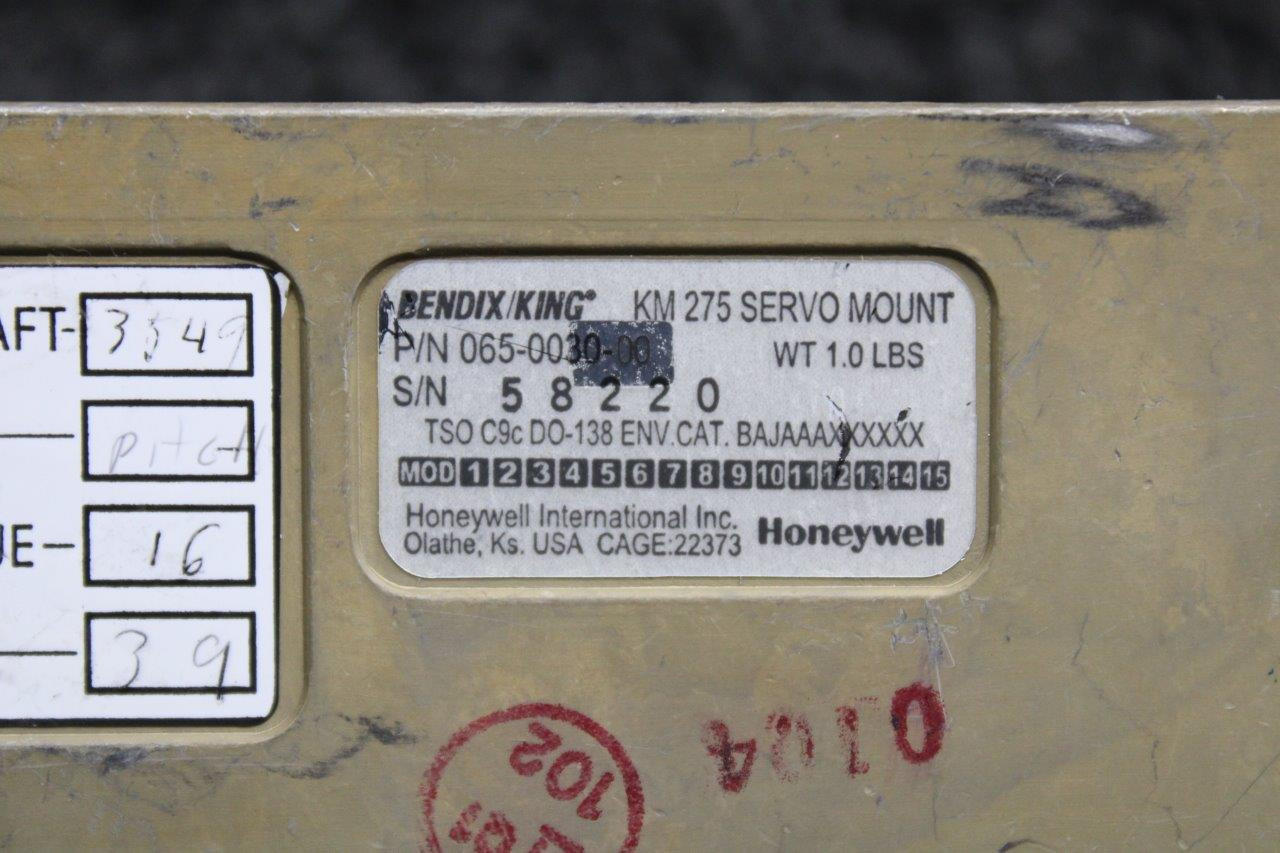 BENDIX/KING® KM 275 SERVO MOUNT
P/N 065-0030-00 WT 1.0 LBS
S/N 58220
TSO C9c DO-138 ENV.CAT. BAJAAAXXXXXX
MOD 1 2 3 4 5 6 7 8 9 10 11 12 13 14 15
Honeywell International Inc.
Olathe, Ks. USA CAGE:22373
Honeywell
AFT- 3549
pitch
UE- 16
39
102
0104